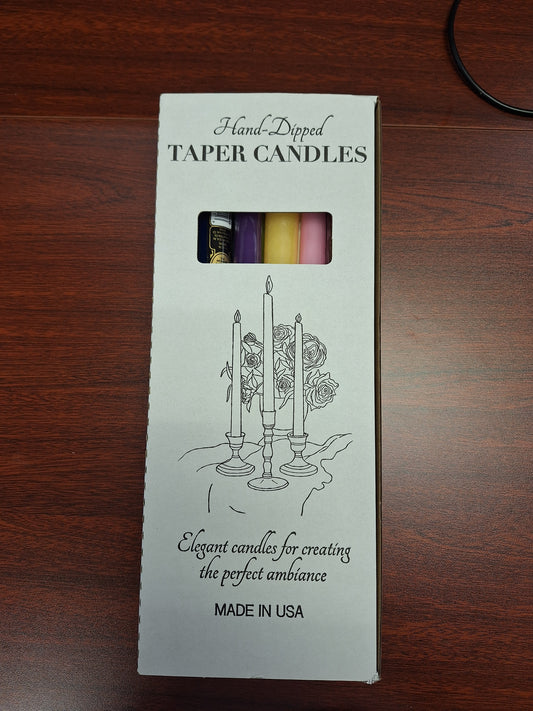 Hand-Dipped
TAPER CANDLES
Elegant candles for creating
the perfect ambiance
MADE IN USA